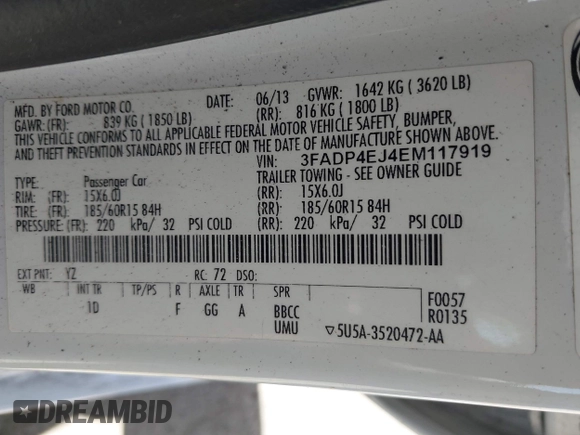 MFD. BY FORD MOTOR CO.
DATE: 06/13 GVWR: 1642 KG ( 3620 LB)
GAWR: (FR): 839 KG ( 1850 LB) (RR): 816 KG ( 1800 LB)
THIS VEHICLE CONFORMS TO ALL APPLICABLE FEDERAL MOTOR VEHICLE SAFETY, BUMPER,
AND THEFT PREVENTION STANDARDS IN EFFECT ON THE DATE OF MANUFACTURE SHOWN ABOVE.
VIN: 3FADP4EJ4EM117919
TYPE: Passenger Car TRAILER TOWING - SEE OWNER GUIDE
RIM: (FR): 15X6.0J (RR): 15X6.0J
TIRE: (FR): 185/60R15 84H (RR): 185/60R15 84H
PRESSURE: (FR): 220 kPa/ 32 PSI COLD (RR): 220 kPa/ 32 PSI COLD
EXT PNT: YZ RC: 72 DSO:
WB INT TR TP/PS R AXLE TR SPR
1D F GG A BBCC
UMU
F0057
R0135
▽5U5A-3520472-AA
DREAMBID